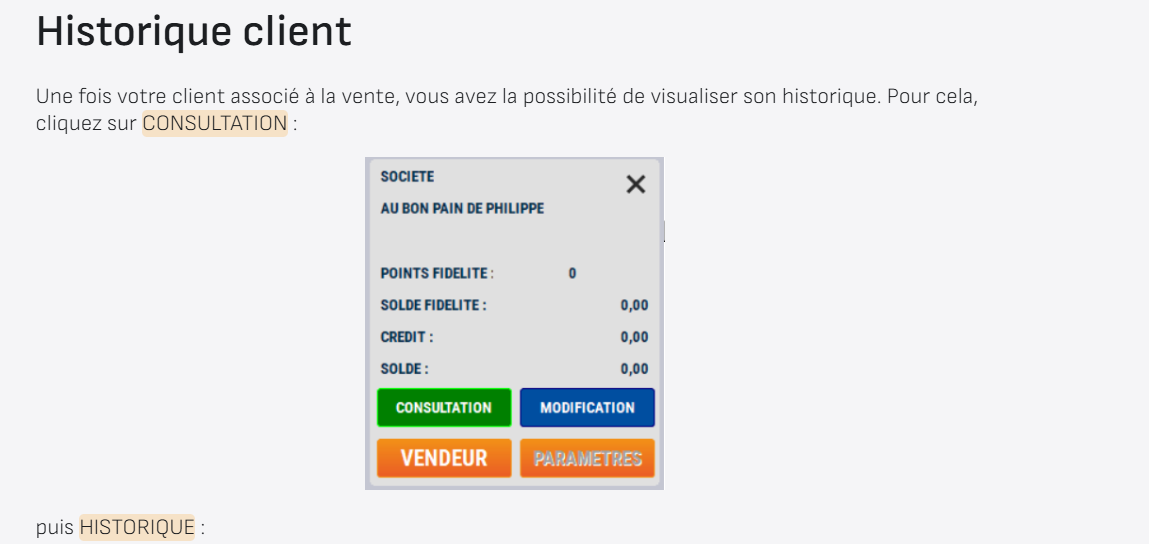 Historique client
Une fois votre client associé à la vente, vous avez la possibilité de visualiser son historique. Pour cela,
cliquez sur CONSULTATION :
SOCIETE
AU BON PAIN DE PHILIPPE
POINTS FIDELITE : 0
SOLDE FIDELITE : 0,00
CREDIT : 0,00
SOLDE : 0,00
CONSULTATION MODIFICATION
VENDEUR PARAMETRES
puis HISTORIQUE :